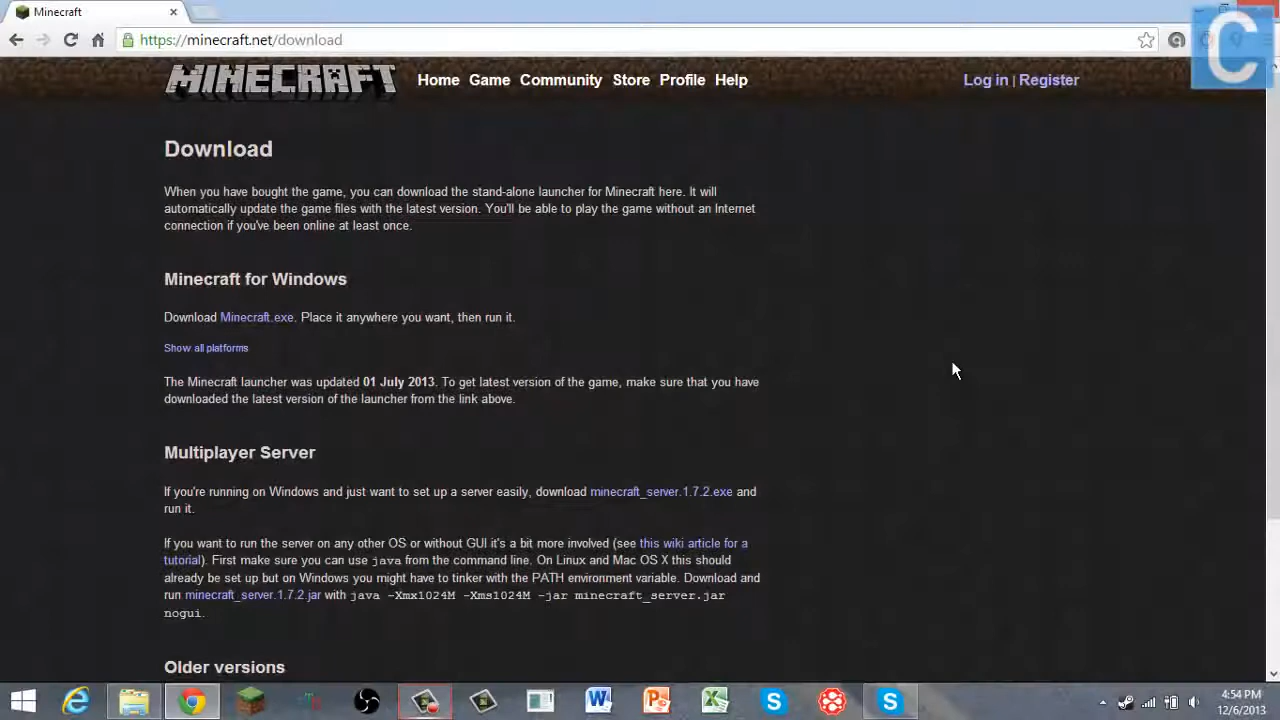 Minecraft
https://minecraft.net/download
C
MINECRAFT
Home Game Community Store Profile Help
Log in | Register
Download
When you have bought the game, you can download the stand-alone launcher for Minecraft here. It will
automatically update the game files with the latest version. You'll be able to play the game without an Internet
connection if you've been online at least once.
Minecraft for Windows
Download Minecraft.exe. Place it anywhere you want, then run it.
Show all platforms
The Minecraft launcher was updated 01 July 2013. To get latest version of the game, make sure that you have
downloaded the latest version of the launcher from the link above.
Multiplayer Server
If you're running on Windows and just want to set up a server easily, download minecraft_server.1.7.2.exe and
run it.
If you want to run the server on any other OS or without GUI it's a bit more involved (see this wiki article for a
tutorial). First make sure you can use java from the command line. On Linux and Mac OS X this should
already be set up but on Windows you might have to tinker with the PATH environment variable. Download and
run minecraft_server.1.7.2.jar with java -Xmx1024M -Xms1024M -jar minecraft_server.jar
nogui.
Older versions
4:54 PM
12/6/2013